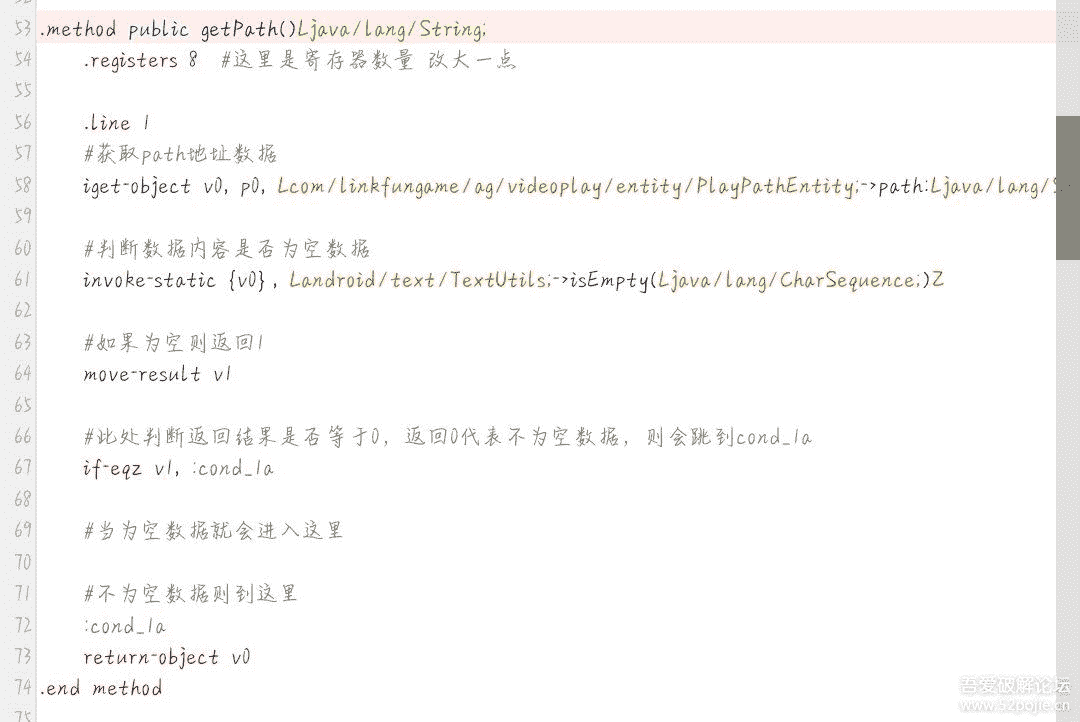 53 .method public getPath()Ljava/lang/String;
54 .registers 8 #这里是寄存器数量 改大一点
55
56 .line 1
57 #获取path地址数据
58 iget-object v0, p0, Lcom/linkfungame/ag/videoplay/entity/PlayPathEntity;->path:Ljava/lang/
59
60 #判断数据内容是否为空数据
61 invoke-static {v0}, Landroid/text/TextUtils;->isEmpty(Ljava/lang/CharSequence;)Z
62
63 #如果为空则返回1
64 move-result v1
65
66 #此处判断返回结果是否等于0，返回0代表不为空数据，则会跳到cond_1a
67 if-eqz v1, :cond_1a
68
69 #当为空数据就会进入这里
70
71 #不为空数据则到这里
72 :cond_1a
73 return-object v0
74 .end method
75
吾爱破解论坛
www.52pojie.cn